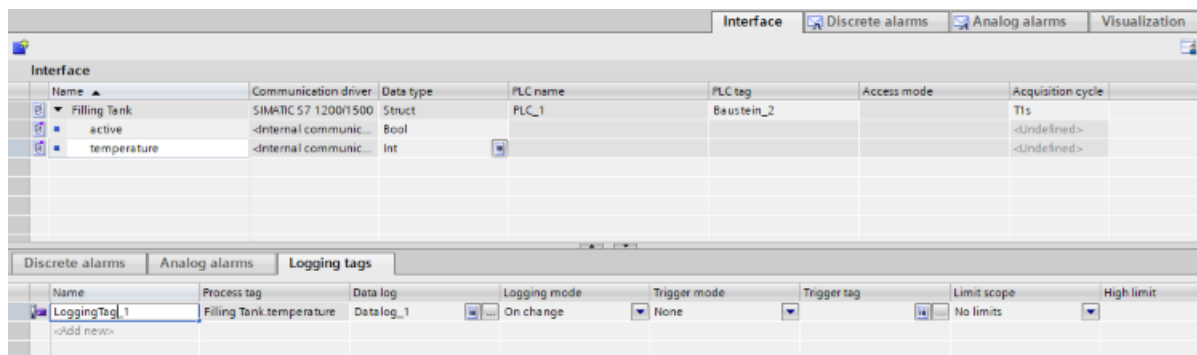 Interface Discrete alarms Analog alarms Visualization
Interface
Name Communication driver Data type PLC name PLC tag Access mode Acquisition cycle
Filling Tank SIMATIC S7 1200/1500 Struct PLC_1 Baustein_2 T1s
active <Internal communic... Bool <Undefined>
temperature <Internal communic... Int <Undefined>
Discrete alarms Analog alarms Logging tags
Name Process tag Data log Logging mode Trigger mode Trigger tag Limit scope High limit
LoggingTag_1 Filling Tank.temperature Datalog_1 ... On change None No limits
<Add new>